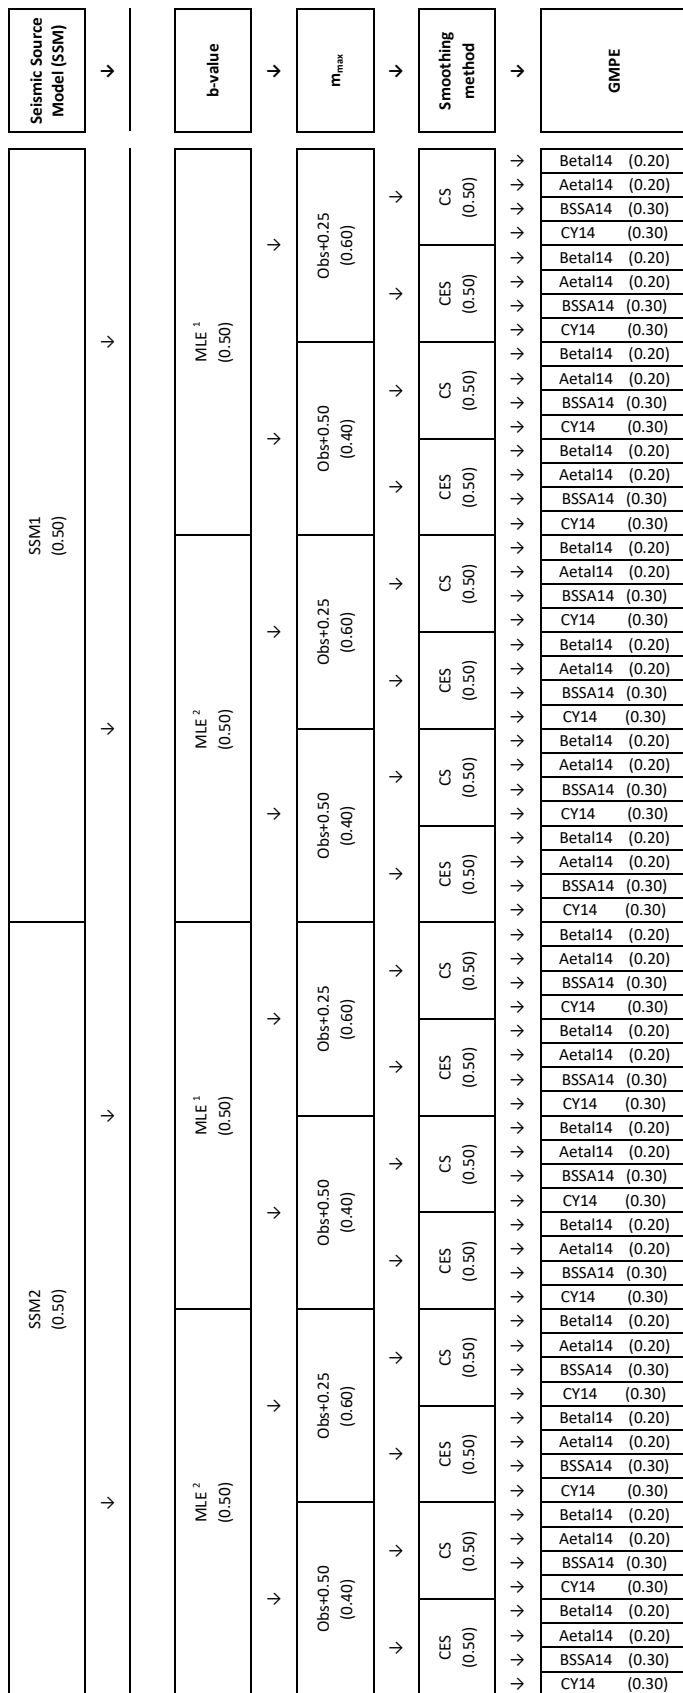 Seismic Source
Model (SSM)
→
b-value
→
m max
→
Smoothing
method
→
GMPE
SSM1
(0.50)
→
MLE 1
(0.50)
→
Obs+0.25
(0.60)
→
CS
(0.50)
→ Betal14 (0.20)
→ Aetal14 (0.20)
→ BSSA14 (0.30)
→ CY14 (0.30)
→
CES
(0.50)
→ Betal14 (0.20)
→ Aetal14 (0.20)
→ BSSA14 (0.30)
→ CY14 (0.30)
→
Obs+0.50
(0.40)
→
CS
(0.50)
→ Betal14 (0.20)
→ Aetal14 (0.20)
→ BSSA14 (0.30)
→ CY14 (0.30)
→
CES
(0.50)
→ Betal14 (0.20)
→ Aetal14 (0.20)
→ BSSA14 (0.30)
→ CY14 (0.30)
→
MLE 2
(0.50)
→
Obs+0.25
(0.60)
→
CS
(0.50)
→ Betal14 (0.20)
→ Aetal14 (0.20)
→ BSSA14 (0.30)
→ CY14 (0.30)
→
CES
(0.50)
→ Betal14 (0.20)
→ Aetal14 (0.20)
→ BSSA14 (0.30)
→ CY14 (0.30)
→
Obs+0.50
(0.40)
→
CS
(0.50)
→ Betal14 (0.20)
→ Aetal14 (0.20)
→ BSSA14 (0.30)
→ CY14 (0.30)
→
CES
(0.50)
→ Betal14 (0.20)
→ Aetal14 (0.20)
→ BSSA14 (0.30)
→ CY14 (0.30)
SSM2
(0.50)
→
MLE 1
(0.50)
→
Obs+0.25
(0.60)
→
CS
(0.50)
→ Betal14 (0.20)
→ Aetal14 (0.20)
→ BSSA14 (0.30)
→ CY14 (0.30)
→
CES
(0.50)
→ Betal14 (0.20)
→ Aetal14 (0.20)
→ BSSA14 (0.30)
→ CY14 (0.30)
→
Obs+0.50
(0.40)
→
CS
(0.50)
→ Betal14 (0.20)
→ Aetal14 (0.20)
→ BSSA14 (0.30)
→ CY14 (0.30)
→
CES
(0.50)
→ Betal14 (0.20)
→ Aetal14 (0.20)
→ BSSA14 (0.30)
→ CY14 (0.30)
→
MLE 2
(0.50)
→
Obs+0.25
(0.60)
→
CS
(0.50)
→ Betal14 (0.20)
→ Aetal14 (0.20)
→ BSSA14 (0.30)
→ CY14 (0.30)
→
CES
(0.50)
→ Betal14 (0.20)
→ Aetal14 (0.20)
→ BSSA14 (0.30)
→ CY14 (0.30)
→
Obs+0.50
(0.40)
→
CS
(0.50)
→ Betal14 (0.20)
→ Aetal14 (0.20)
→ BSSA14 (0.30)
→ CY14 (0.30)
→
CES
(0.50)
→ Betal14 (0.20)
→ Aetal14 (0.20)
→ BSSA14 (0.30)
→ CY14 (0.30)